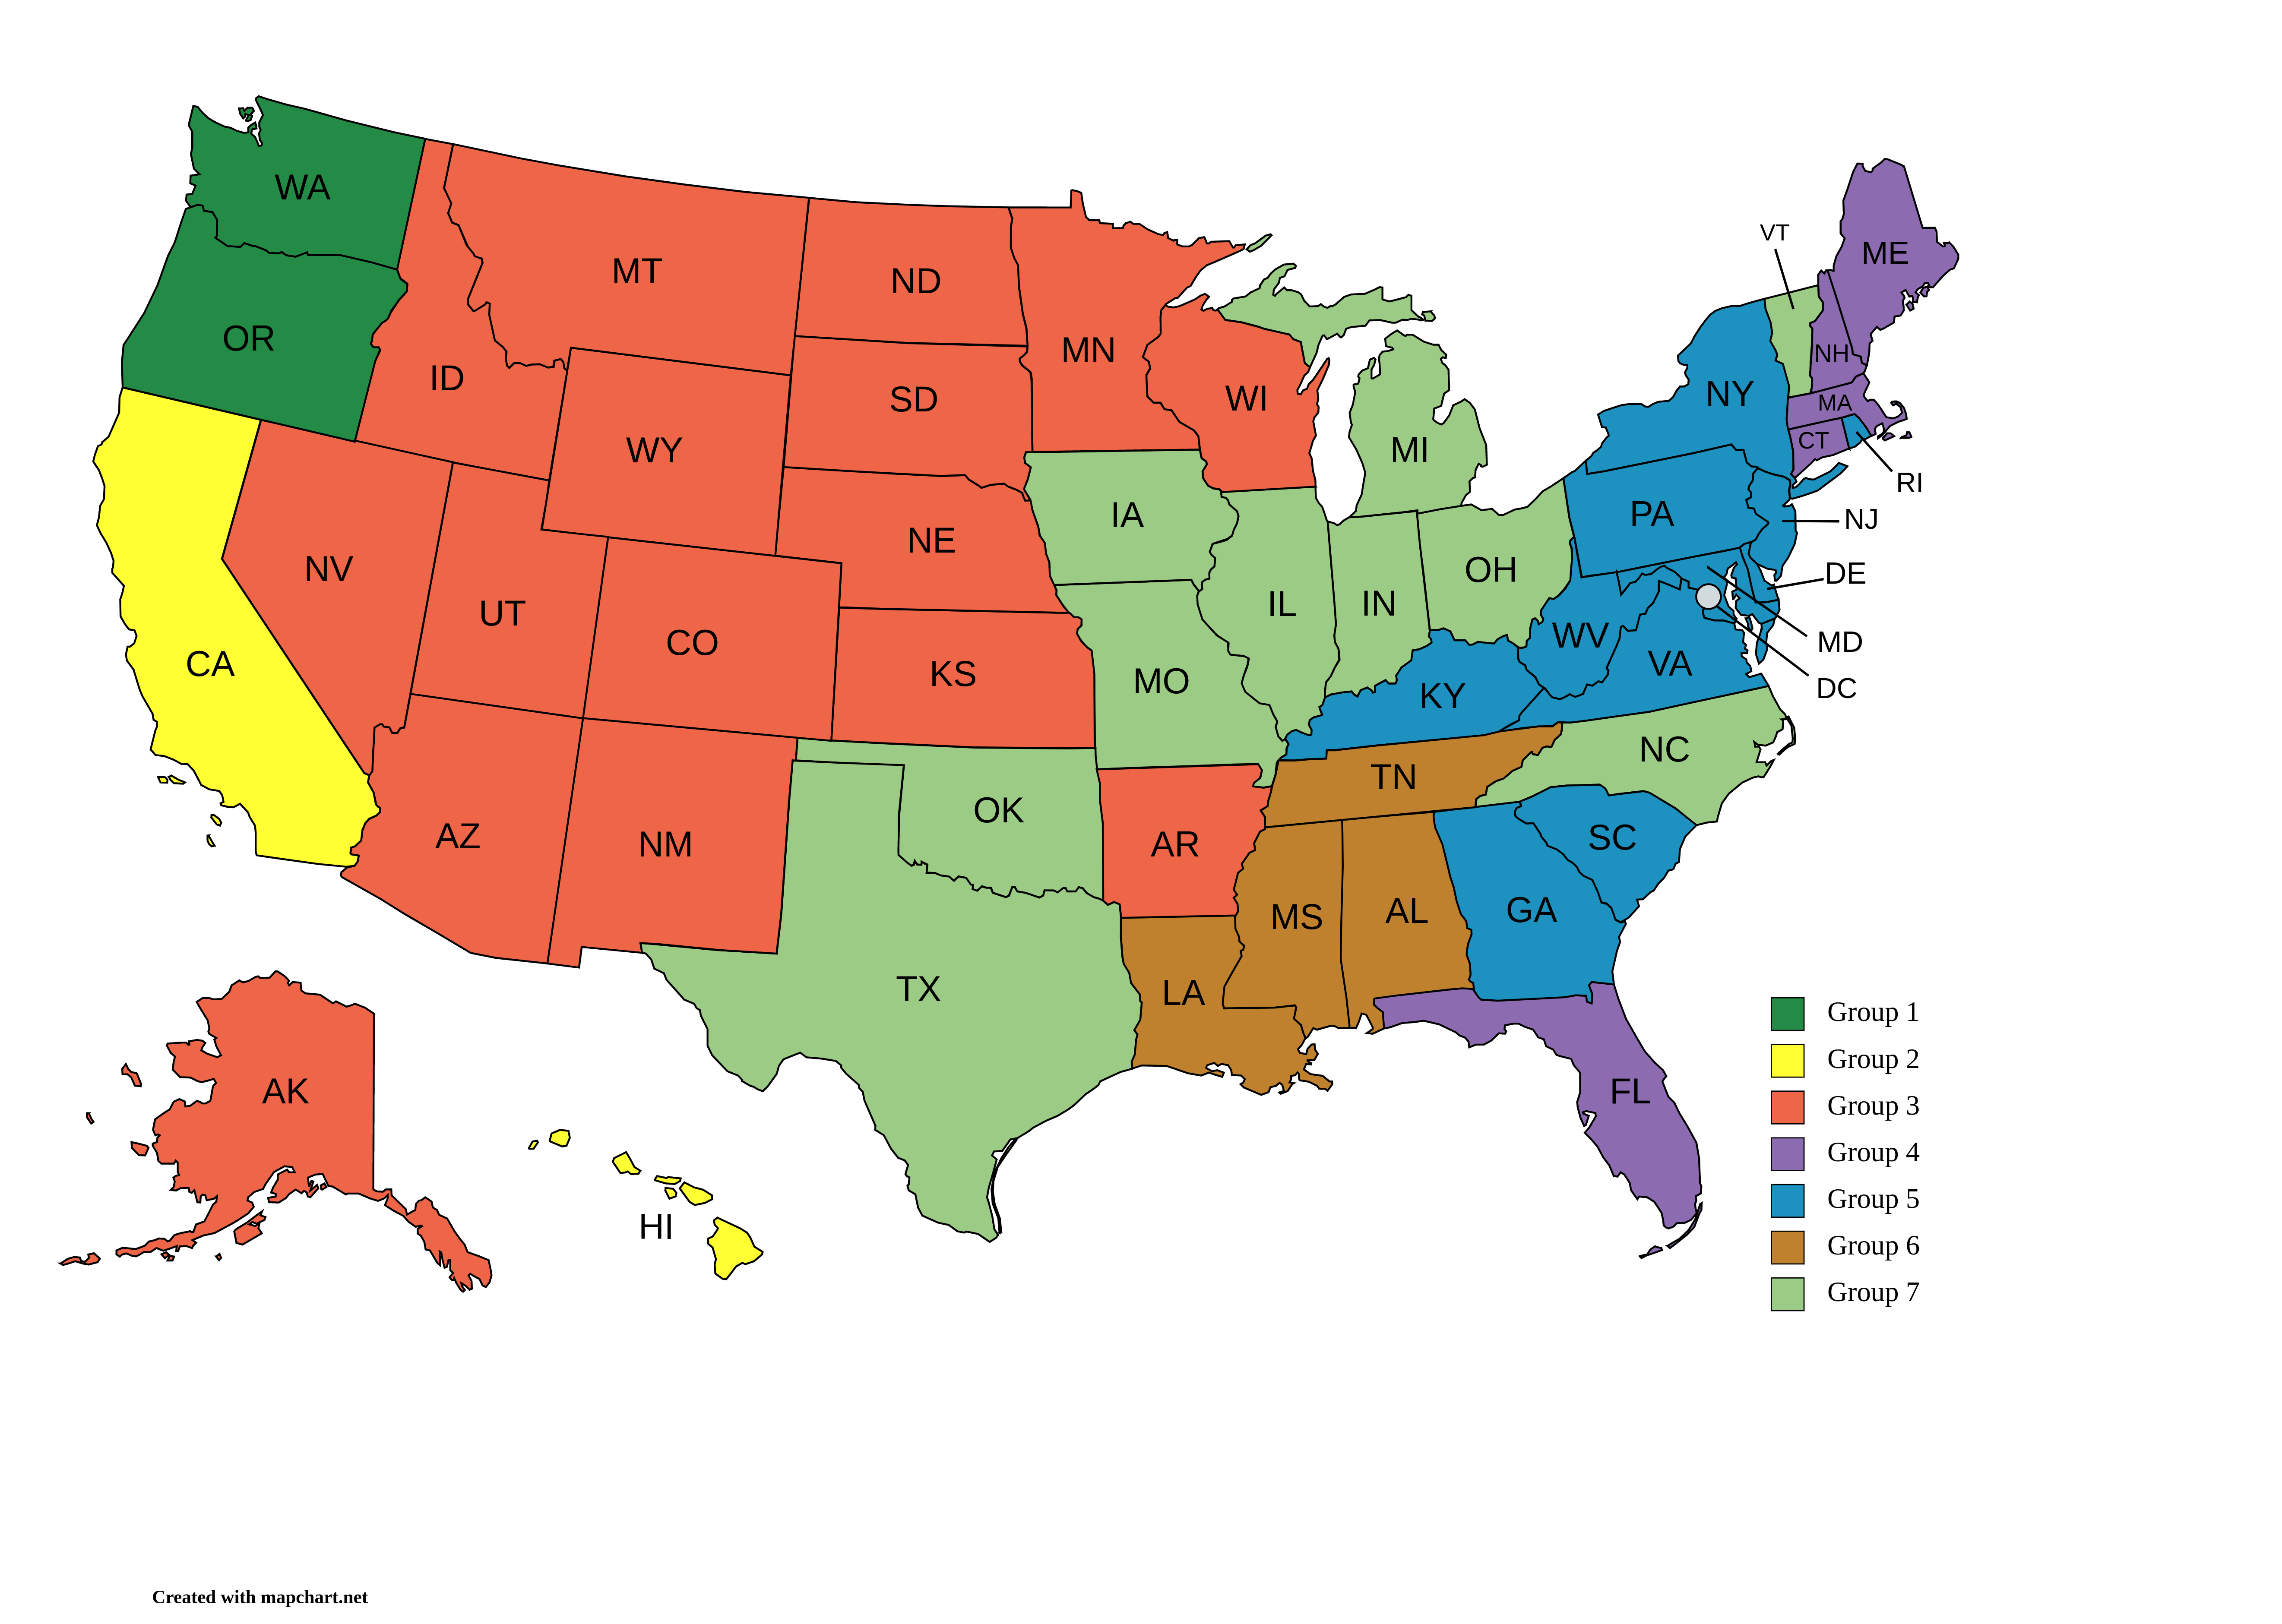 WA
OR
CA
ID
MT
ND
MN
WI
MI
SD
WY
NV
UT
CO
NE
KS
IA
MO
IL
IN
OH
AZ
NM
OK
TX
AR
LA
MS
AL
TN
KY
GA
SC
NC
FL
VA
WV
PA
NY
VT
NH
ME
MA
CT
RI
NJ
DE
MD
DC
AK
HI
Group 1
Group 2
Group 3
Group 4
Group 5
Group 6
Group 7
Created with mapchart.net